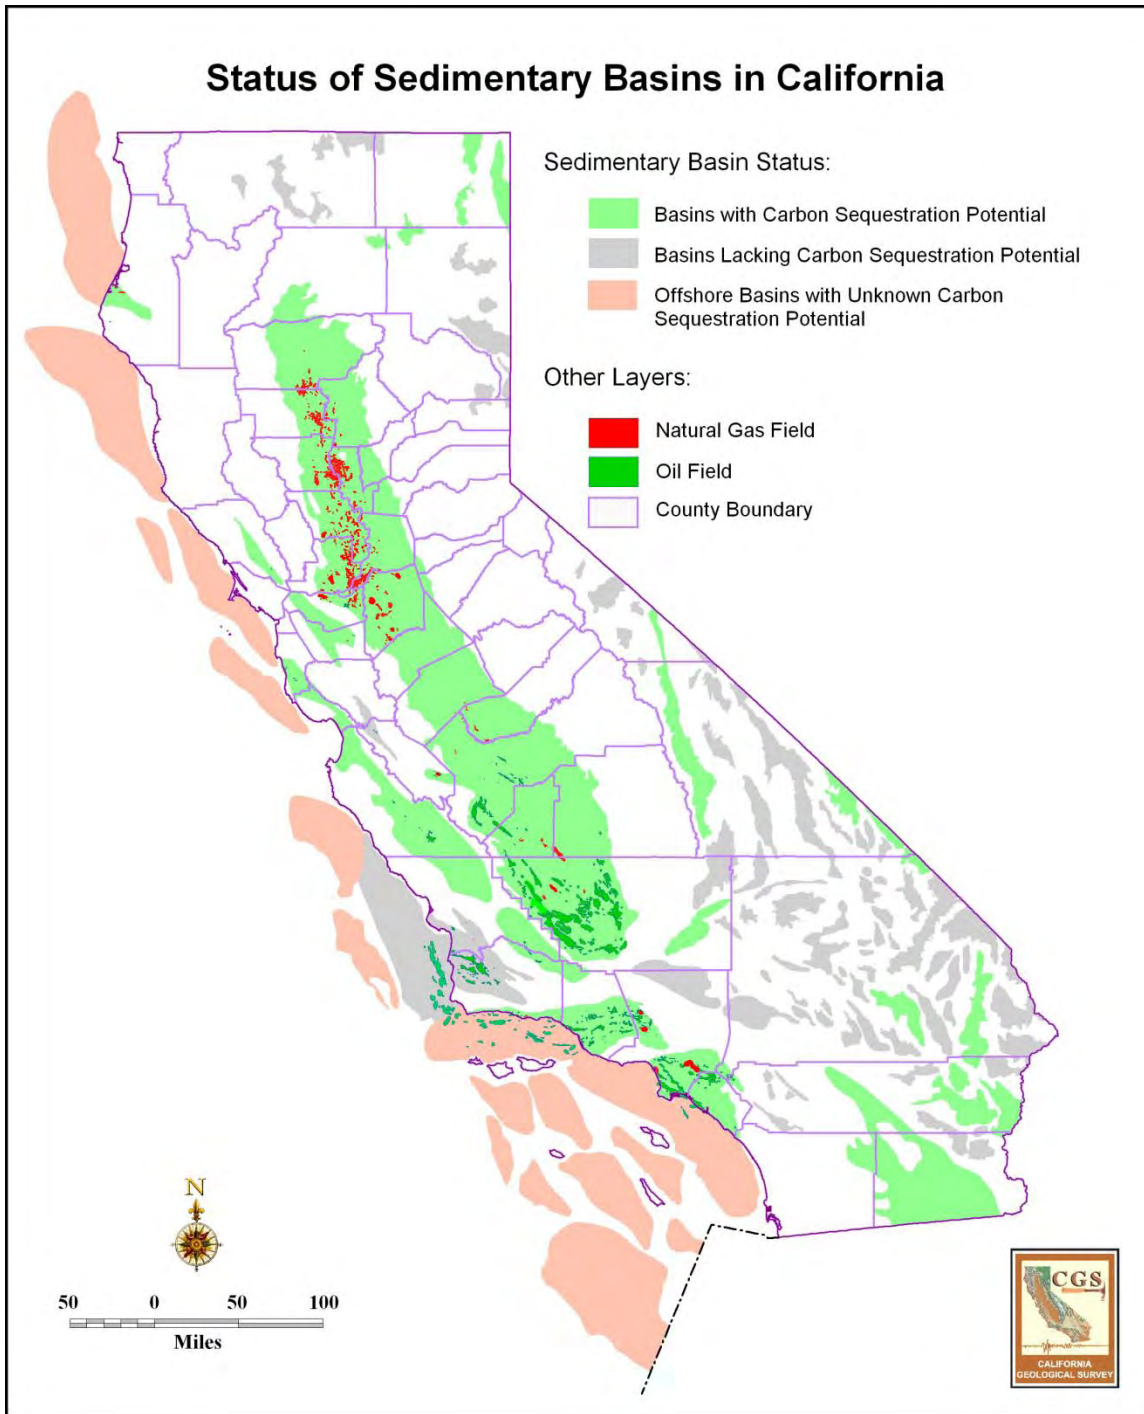 Status of Sedimentary Basins in California
Sedimentary Basin Status:
Basins with Carbon Sequestration Potential
Basins Lacking Carbon Sequestration Potential
Offshore Basins with Unknown Carbon
Sequestration Potential
Other Layers:
Natural Gas Field
Oil Field
County Boundary
N
50 0 50 100
Miles
CGS
CALIFORNIA
GEOLOGICAL SURVEY